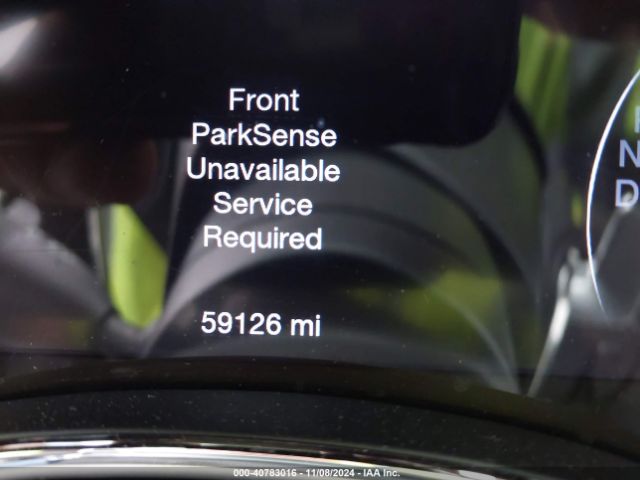 Front
ParkSense
Unavailable
Service
Required
59126 mi
N
D
000-40783016 - 11/08/2024 - IAA Inc.